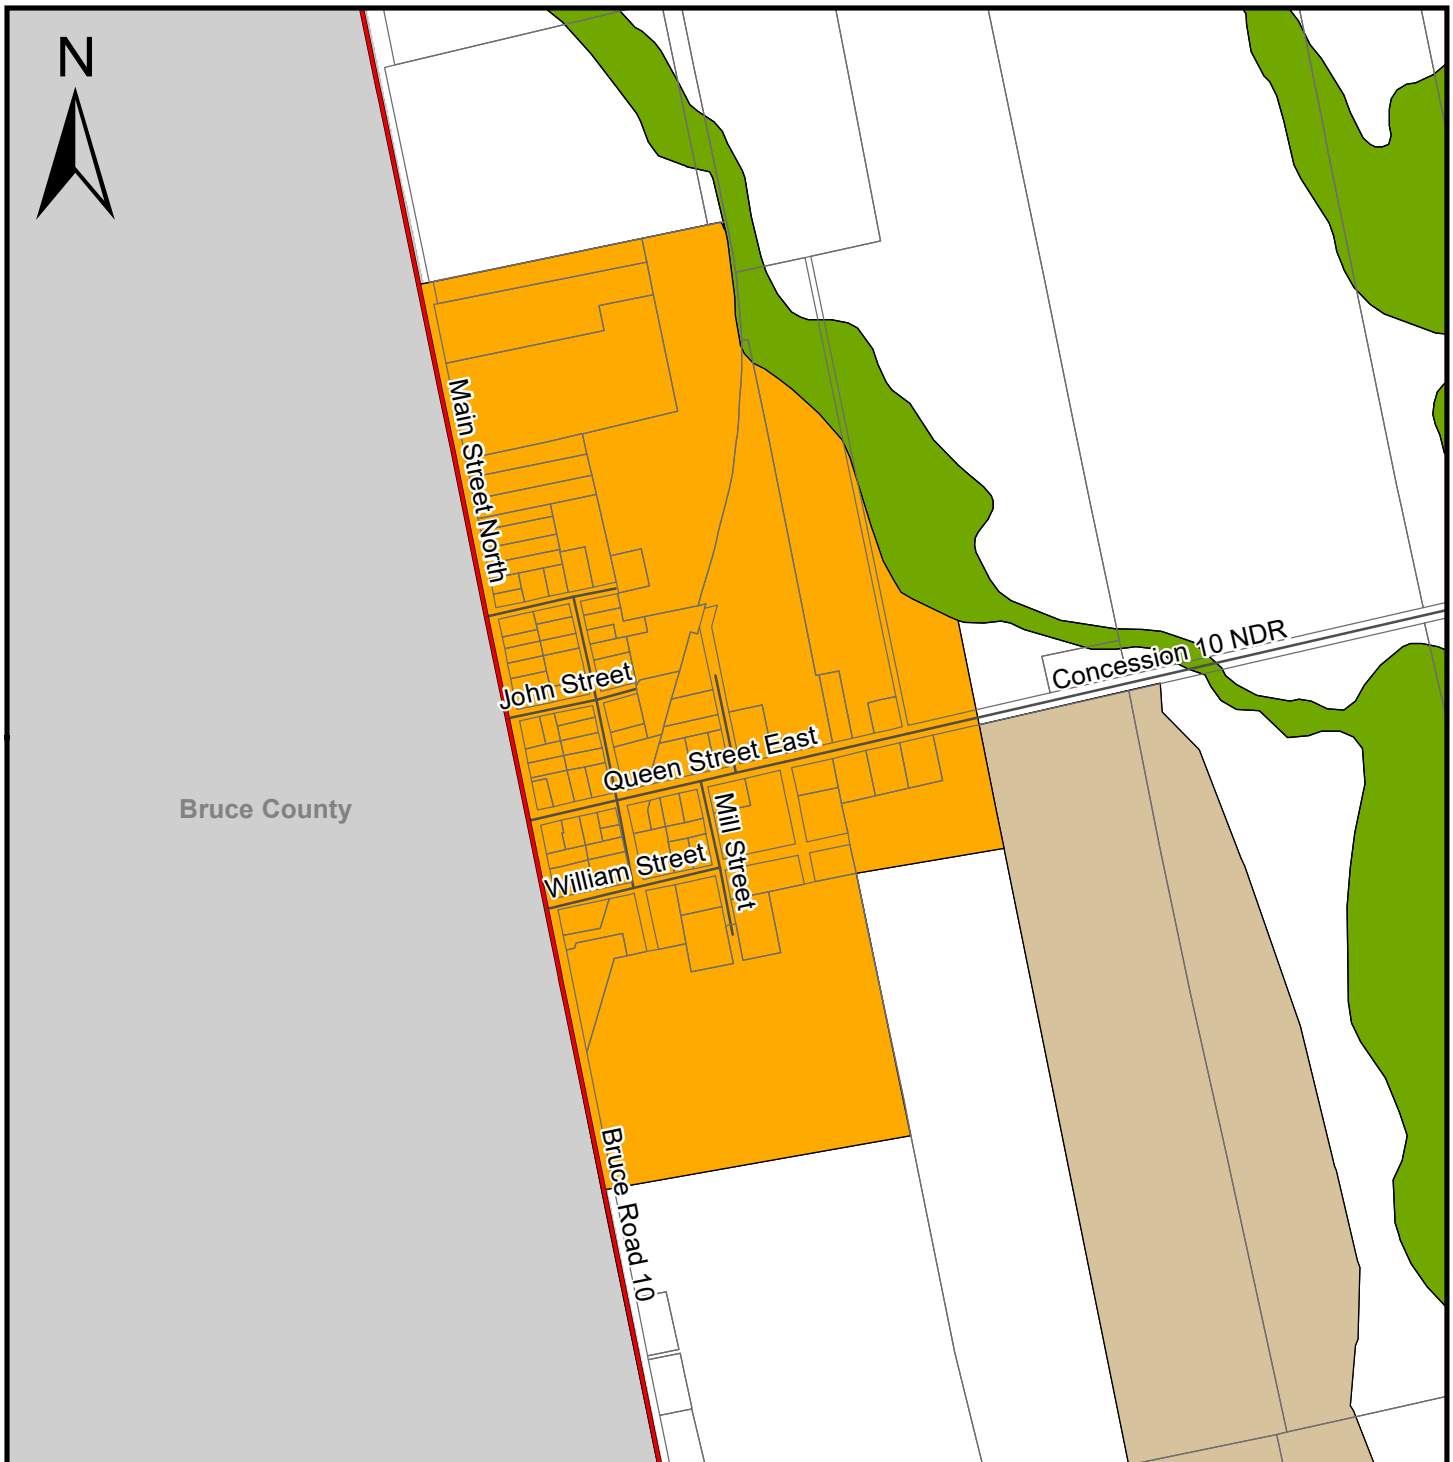 N
Main Street North
John Street
Concession 10 NDR
Queen Street East
Bruce County
Mill Street
William Street
Bruce Road 10